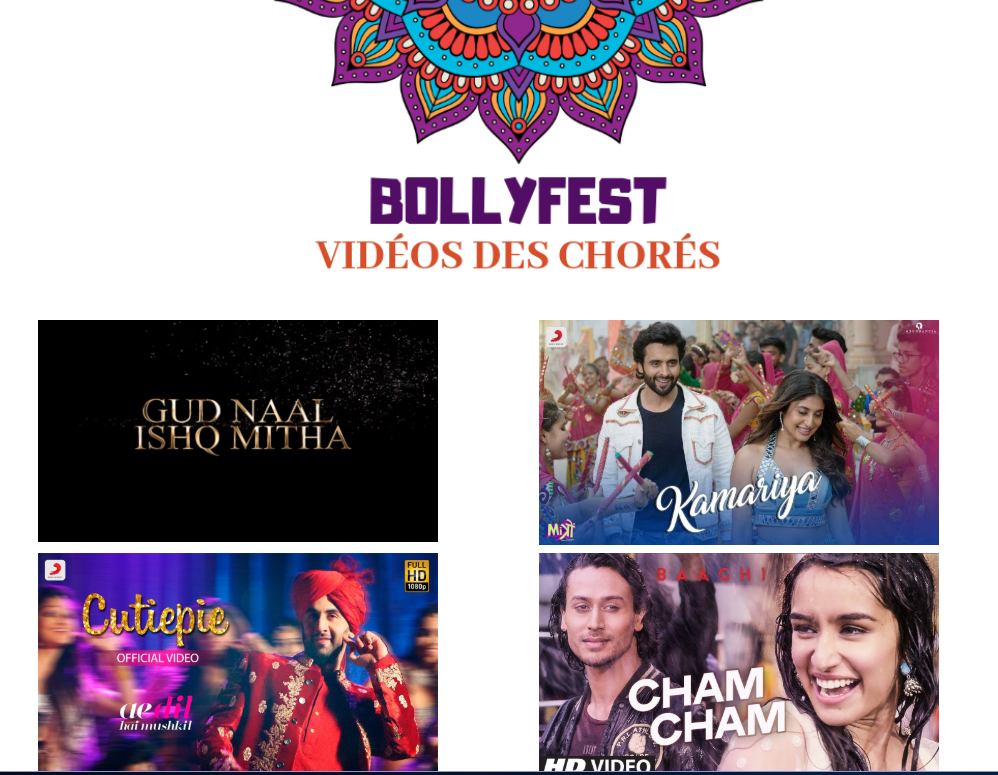 BOLLYFEST
VIDÉOS DES CHORÉS
GUD NAAL
ISHQ MITHA
Kamariya
मित्रों
Cutiepie
OFFICIAL VIDEO
ae dil
hai mushkil
FULL
HD
1080p
BAAGHI
CHAM
CHAM
HD VIDEO